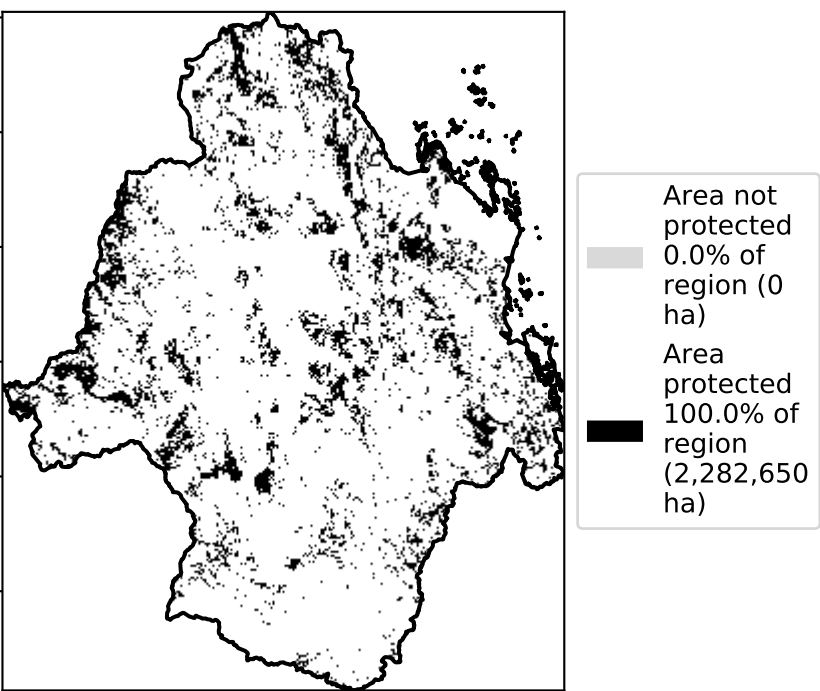 Area not
protected
0.0% of
region (0
ha)
Area
protected
100.0% of
region
(2,282,650
ha)